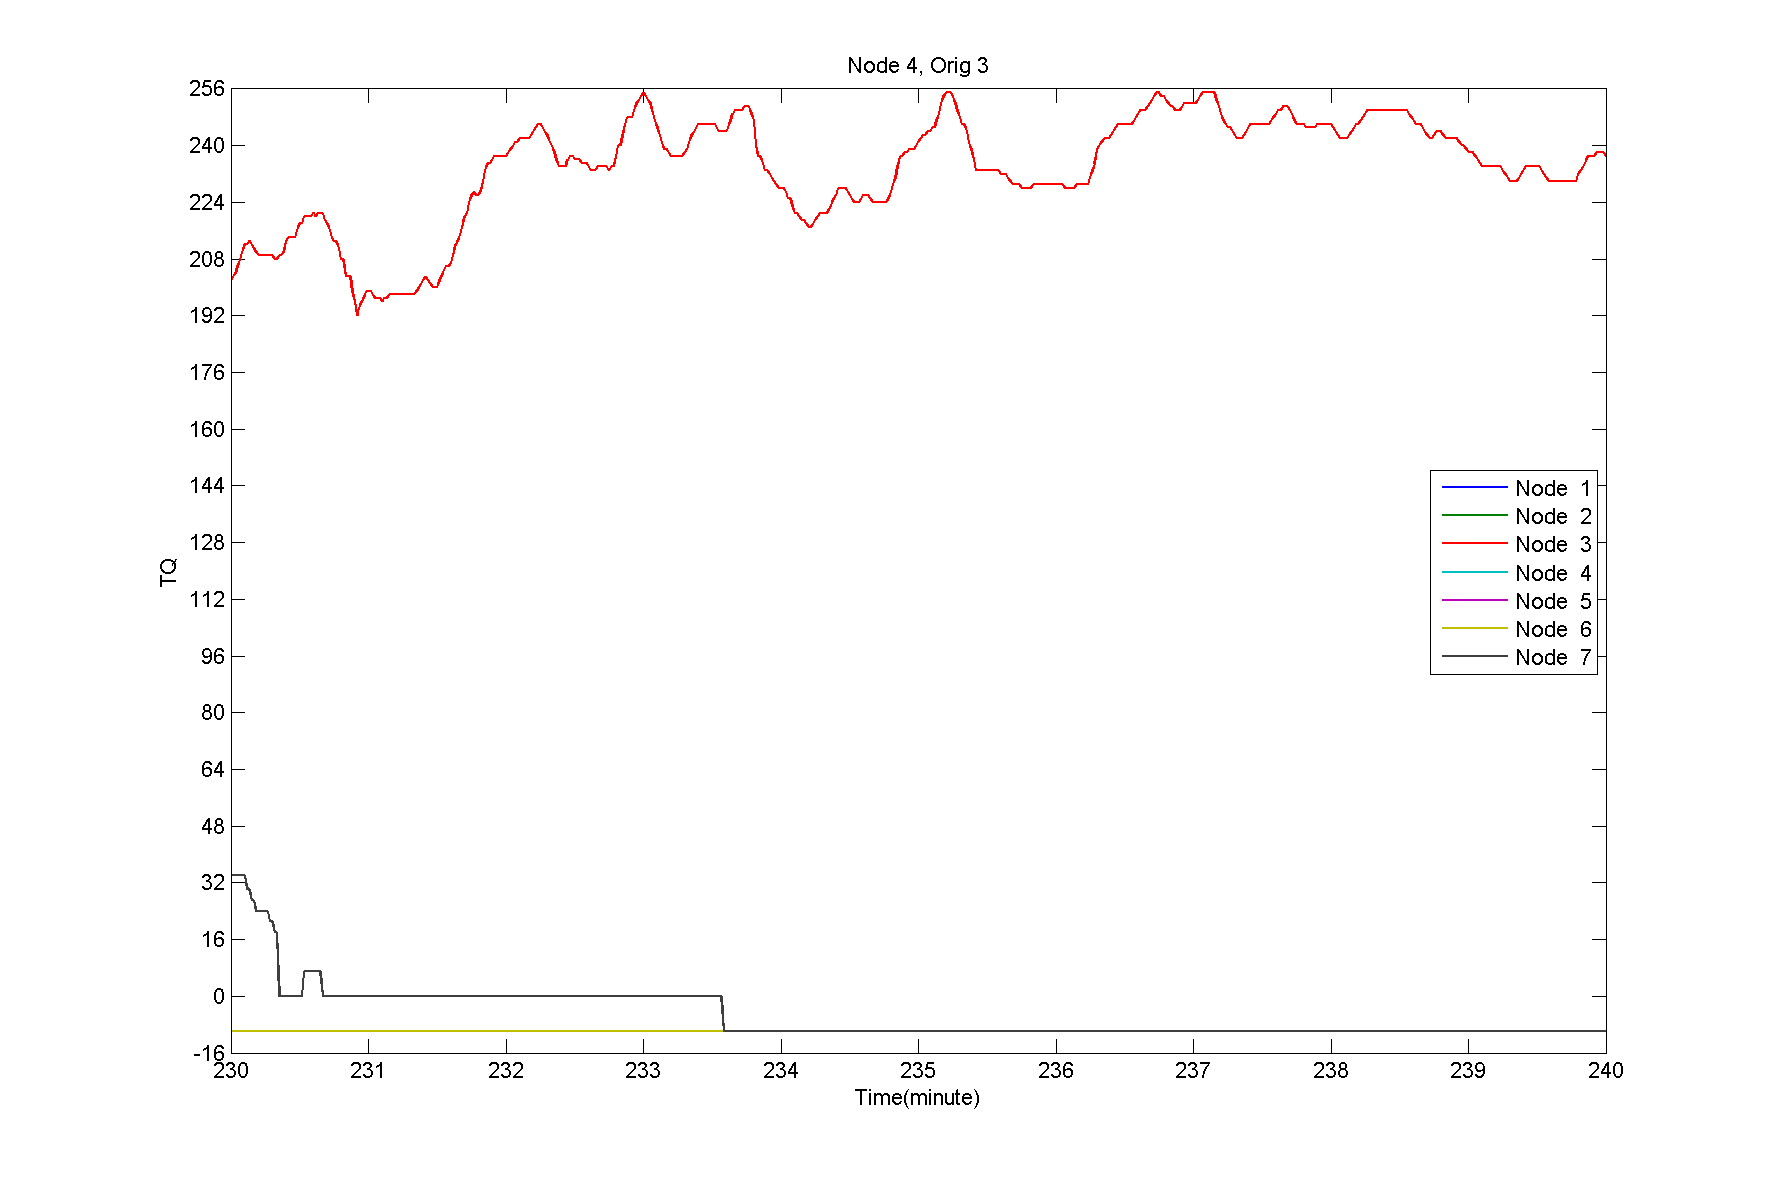 Node 4, Orig 3
256
240
224
208
192
176
160
144
128
112
96
80
64
48
32
16
0
-16
TQ
Node 1
Node 2
Node 3
Node 4
Node 5
Node 6
Node 7
230 231 232 233 234 235 236 237 238 239 240
Time(minute)